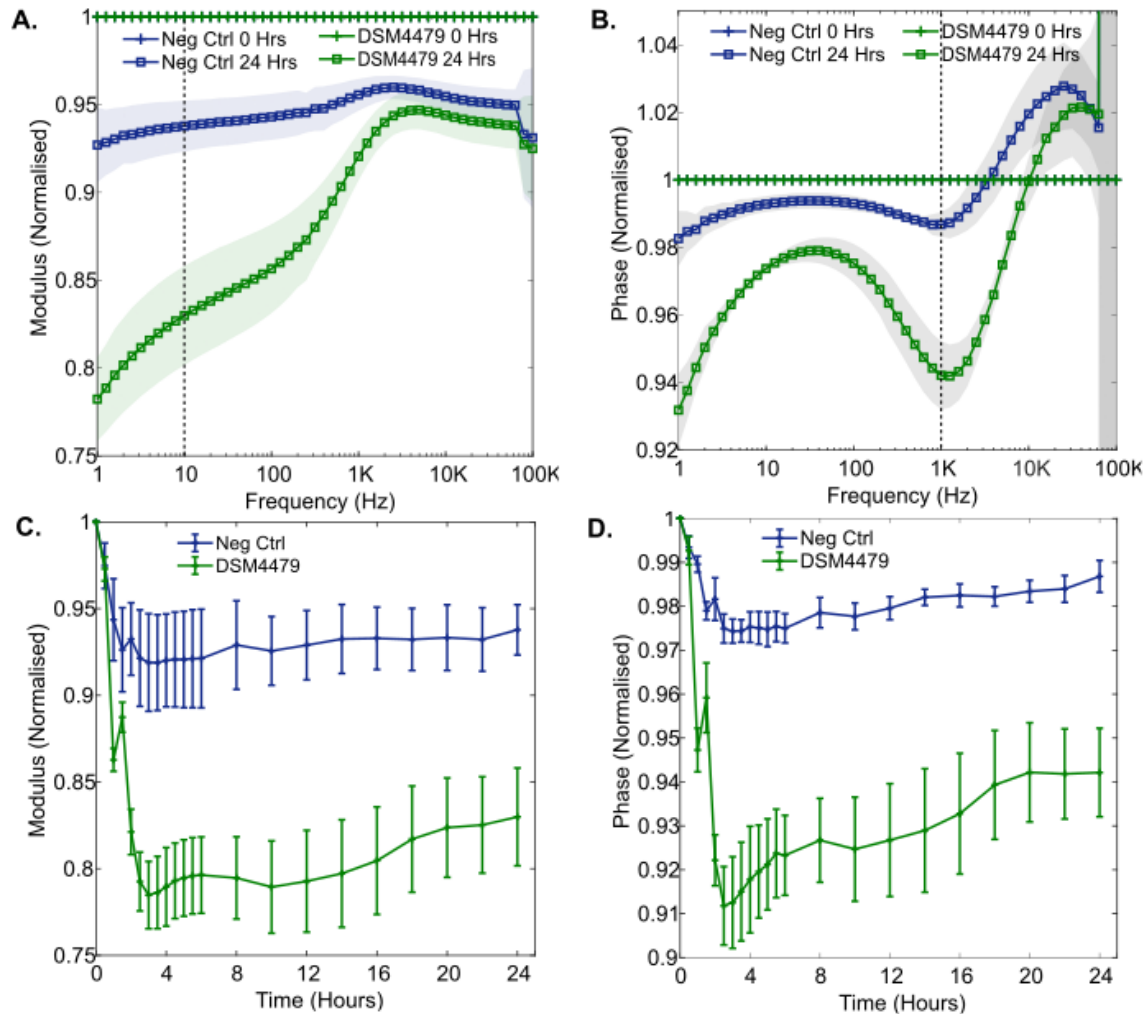 A.
Neg Ctrl 0 Hrs
DSM4479 0 Hrs
Neg Ctrl 24 Hrs
DSM4479 24 Hrs
Modulus (Normalised)
1
0.95
0.9
0.85
0.8
0.75
1
10
100
1K
10K
100K
Frequency (Hz)
B.
Neg Ctrl 0 Hrs
DSM4479 0 Hrs
Neg Ctrl 24 Hrs
DSM4479 24 Hrs
Phase (Normalised)
1.04
1.02
1
0.98
0.96
0.94
0.92
1
10
100
1K
10K
100K
Frequency (Hz)
C.
Neg Ctrl
DSM4479
Modulus (Normalised)
1
0.95
0.9
0.85
0.8
0.75
0
4
8
12
16
20
24
Time (Hours)
D.
Neg Ctrl
DSM4479
Phase (Normalised)
1
0.99
0.98
0.97
0.96
0.95
0.94
0.93
0.92
0.91
0.9
0
4
8
12
16
20
24
Time (Hours)